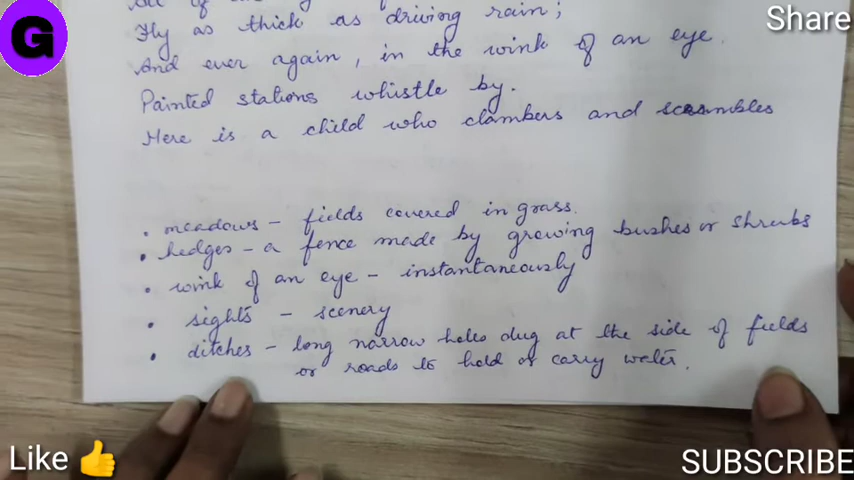 G
Share
All of the
Fly as thick as driving rain;
And ever again, in the wink of an eye.
Painted stations whistle by.
Here is a child who clambers and scrambles
. meadows - fields covered in grass.
. hedges - a fence made by growing bushes or shrubs
. wink of an eye - instantaneously
. sights - scenery
. ditches - long narrow holes dug at the side of fields
or roads to hold or carry water.
Like 👍
SUBSCRIBE